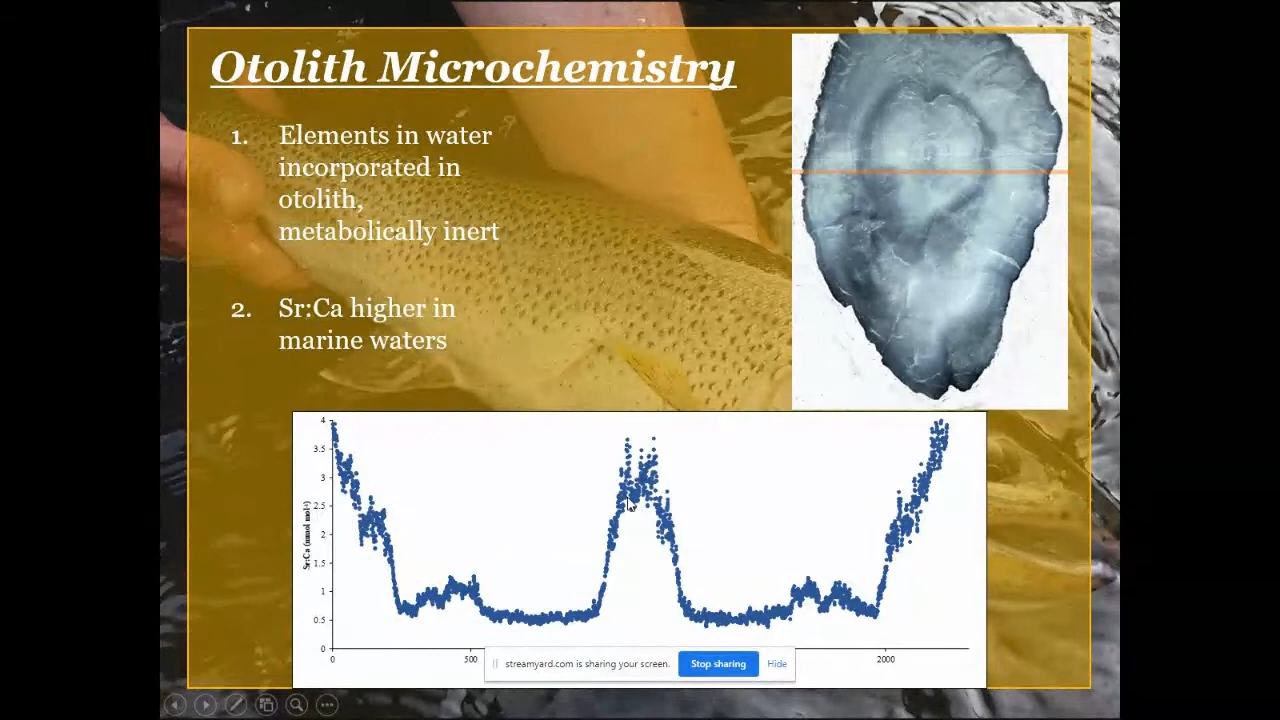 Otolith Microchemistry
1. Elements in water
incorporated in
otolith,
metabolically inert
2. Sr:Ca higher in
marine waters
4
3.5
3
2.5
2
1.5
1
0.5
0
Sr:Ca (mmol mol⁻¹)
0
500
2000
streamyard.com is sharing your screen.
Stop sharing
Hide